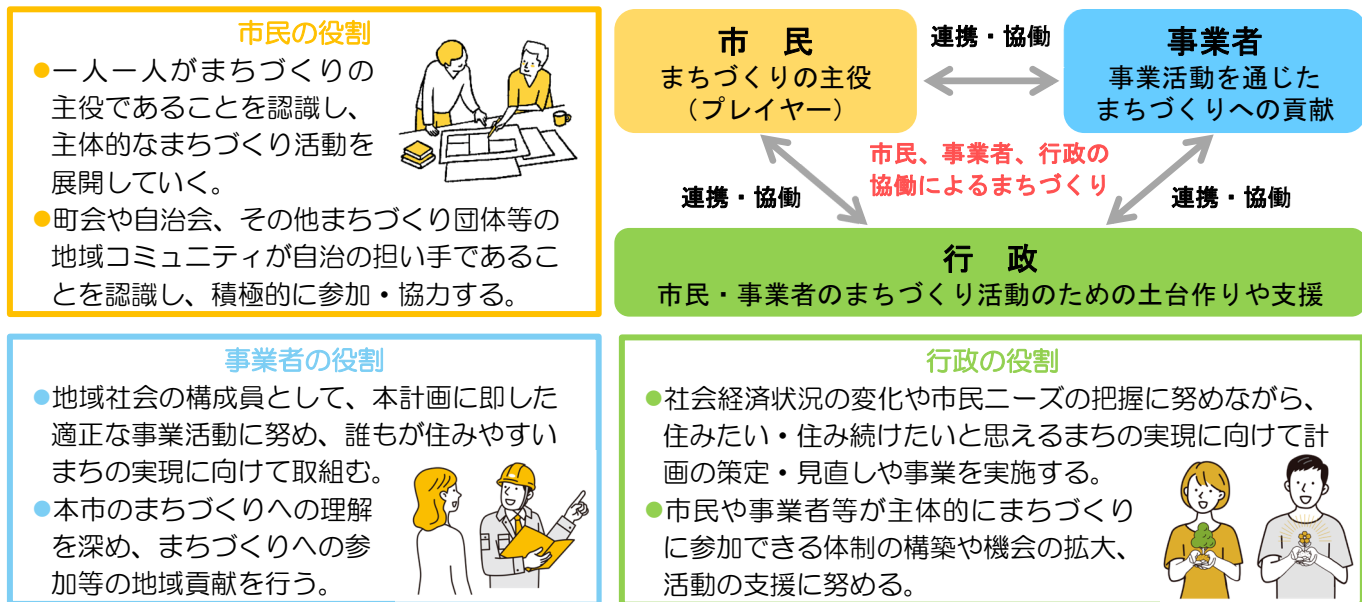 市民の役割
●一人一人がまちづくりの
主役であることを認識し、
主体的なまちづくり活動を
展開していく。
●町会や自治会、その他まちづくり団体等の
地域コミュニティが自治の担い手であるこ
とを認識し、積極的に参加・協力する。
市　民
まちづくりの主役
（プレイヤー）
連携・協働
事業者
事業活動を通じた
まちづくりへの貢献
市民、事業者、行政の
協働によるまちづくり
連携・協働
連携・協働
行　政
市民・事業者のまちづくり活動のための土台作りや支援
事業者の役割
●地域社会の構成員として、本計画に即した
適正な事業活動に努め、誰もが住みやすい
まちの実現に向けて取組む。
●本市のまちづくりへの理解
を深め、まちづくりへの参
加等の地域貢献を行う。
行政の役割
●社会経済状況の変化や市民ニーズの把握に努めながら、
住みたい・住み続けたいと思えるまちの実現に向けて計
画の策定・見直しや事業を実施する。
●市民や事業者等が主体的にまちづくり
に参加できる体制の構築や機会の拡大、
活動の支援に努める。